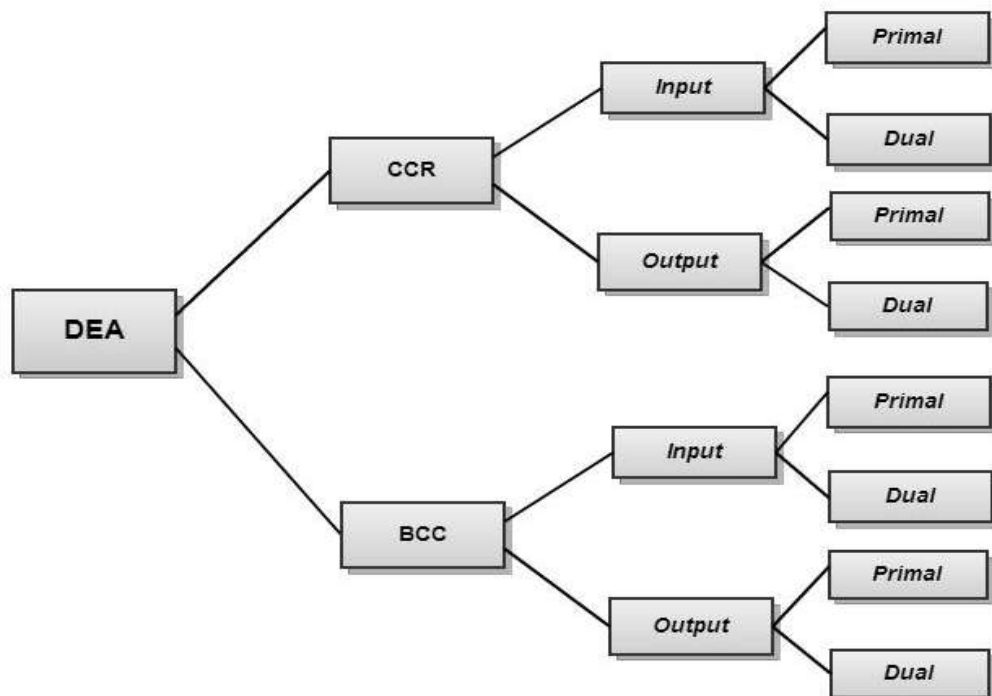 Primal
Input
Dual
CCR
Primal
Output
Dual
DEA
Primal
Input
Dual
BCC
Primal
Output
Dual